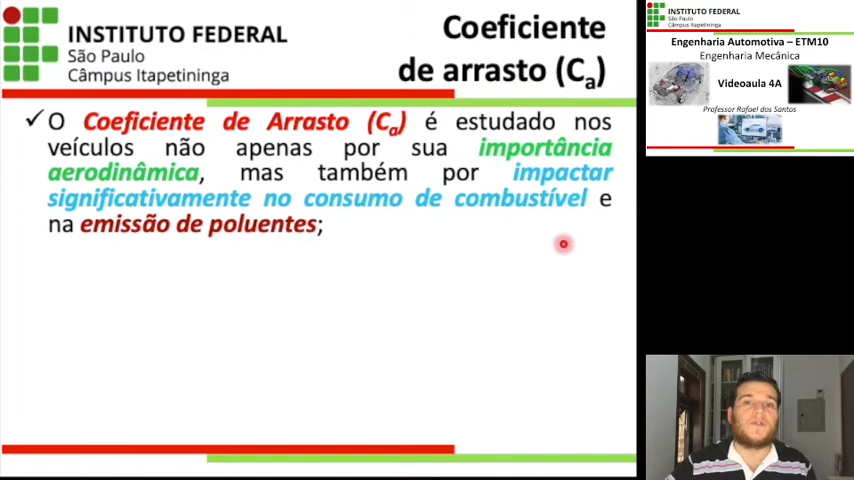 INSTITUTO FEDERAL
São Paulo
Câmpus Itapetininga
Coeficiente
de arrasto (Ca)
✓O Coeficiente de Arrasto (Ca) é estudado nos
veículos não apenas por sua importância
aerodinâmica, mas também por impactar
significativamente no consumo de combustível e
na emissão de poluentes;
INSTITUTO FEDERAL
São Paulo
Câmpus Itapetininga
Engenharia Automotiva – ETM10
Engenharia Mecânica
Videoaula 4A
Professor Rafael dos Santos